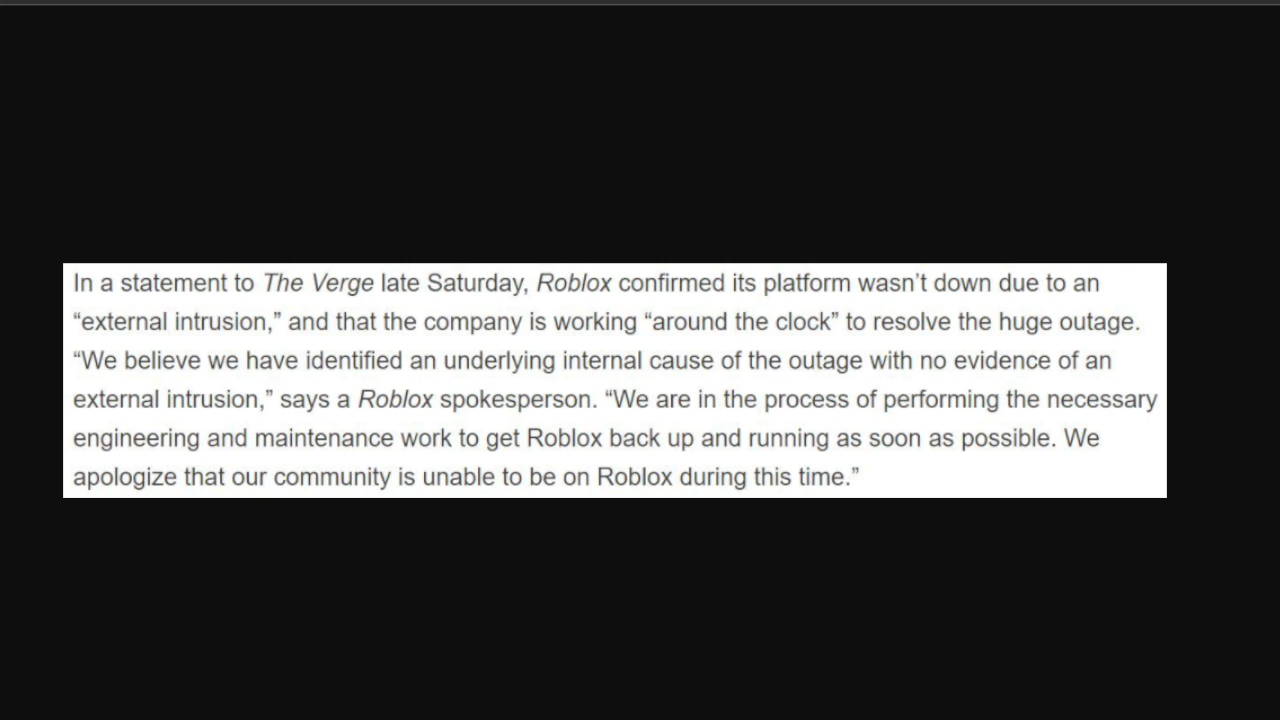 In a statement to The Verge late Saturday, Roblox confirmed its platform wasn’t down due to an
“external intrusion,” and that the company is working “around the clock” to resolve the huge outage.
“We believe we have identified an underlying internal cause of the outage with no evidence of an
external intrusion,” says a Roblox spokesperson. “We are in the process of performing the necessary
engineering and maintenance work to get Roblox back up and running as soon as possible. We
apologize that our community is unable to be on Roblox during this time.”